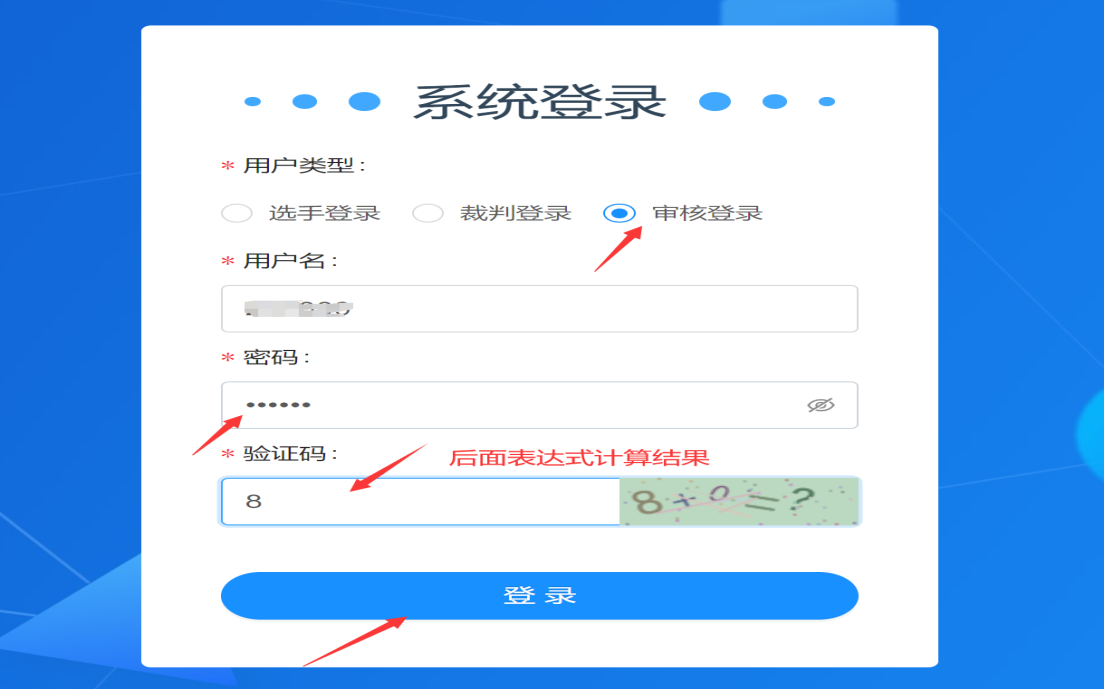 系统登录
* 用户类型:
选手登录 裁判登录 审核登录
* 用户名:
* 密码:
••••••
* 验证码:
后面表达式计算结果
8
8+0=?
登 录